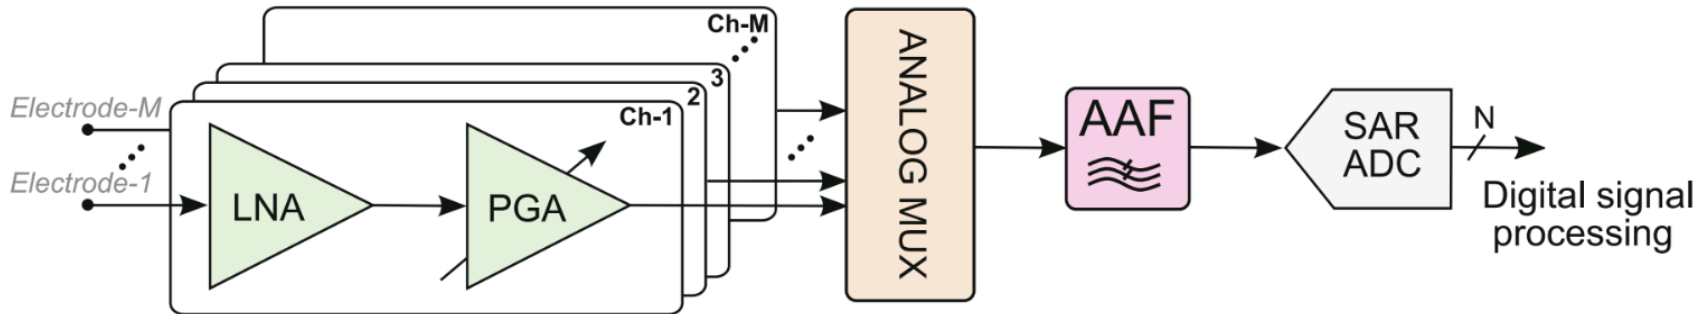 Ch-M
3
2
Ch-1
Electrode-M
Electrode-1
LNA
PGA
ANALOG MUX
AAF
SAR
ADC
N
Digital signal
processing